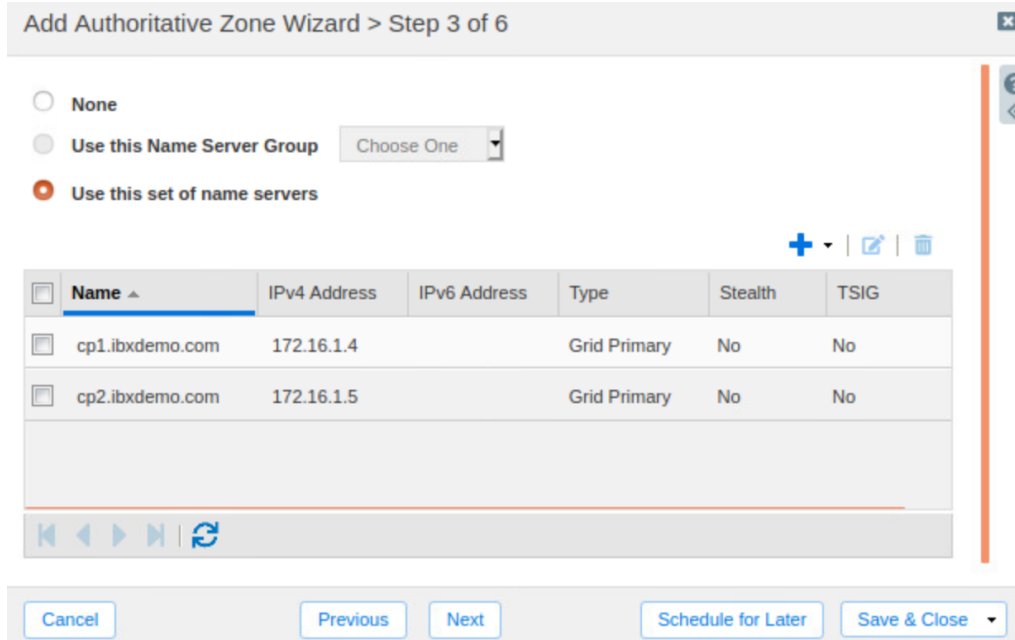 Add Authoritative Zone Wizard > Step 3 of 6
None
Use this Name Server Group Choose One
Use this set of name servers
Name IPv4 Address IPv6 Address Type Stealth TSIG
cp1.ibxdemo.com 172.16.1.4 Grid Primary No No
cp2.ibxdemo.com 172.16.1.5 Grid Primary No No
Cancel Previous Next Schedule for Later Save & Close